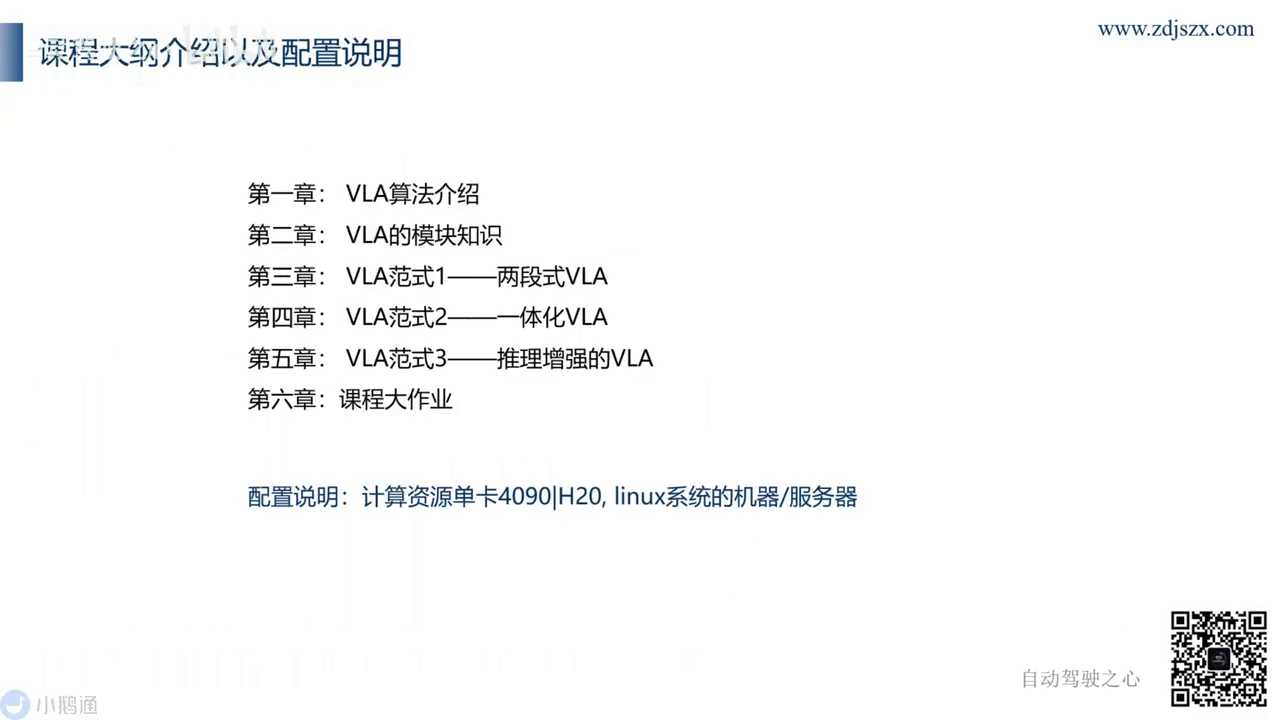 课程大纲介绍以及配置说明
www.zdjszx.com
第一章： VLA算法介绍
第二章： VLA的模块知识
第三章： VLA范式1——两段式VLA
第四章： VLA范式2——一体化VLA
第五章： VLA范式3——推理增强的VLA
第六章：课程大作业
配置说明：计算资源单卡4090|H20, linux系统的机器/服务器
自动驾驶之心
小鹅通